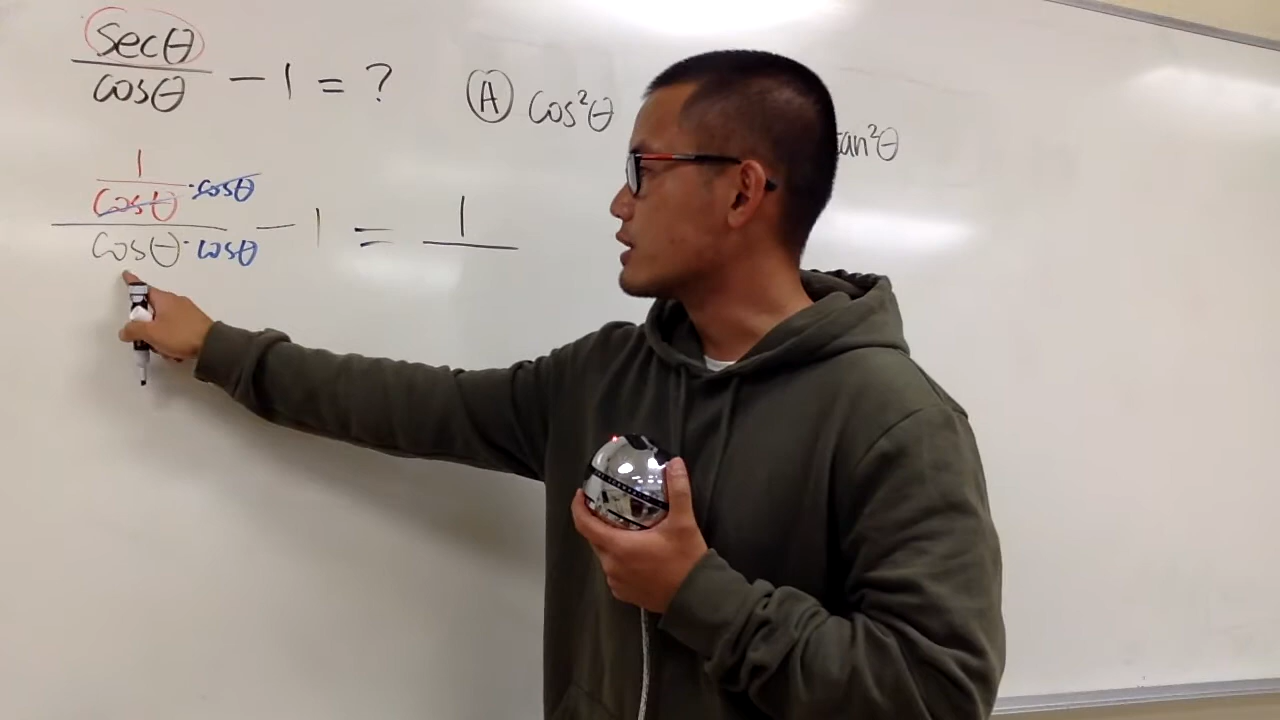 secθ / cosθ − 1 = ?
Ⓐ cos²θ
tan²θ
1 / cosθ · cosθ / cosθ · cosθ − 1 = 1 /